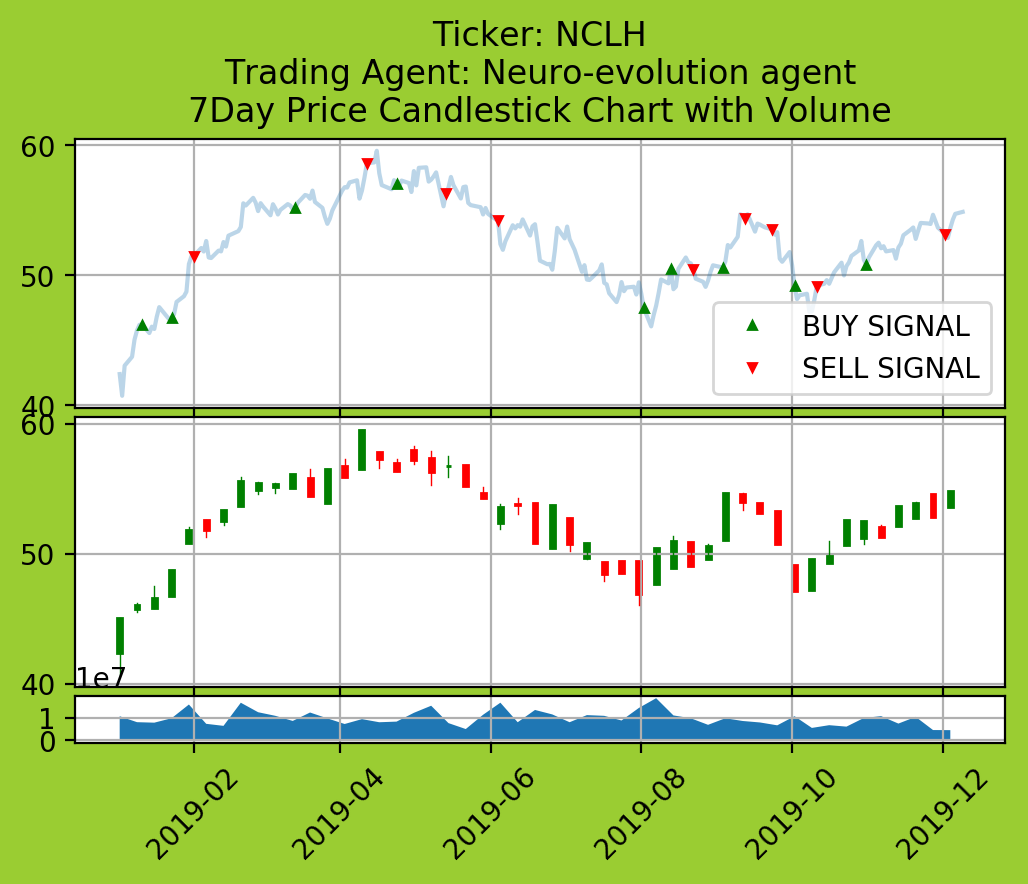 Ticker: NCLH
Trading Agent: Neuro-evolution agent
7Day Price Candlestick Chart with Volume
60
50
40
BUY SIGNAL
SELL SIGNAL
60
50
40
1e7
1
0
2019-02
2019-04
2019-06
2019-08
2019-10
2019-12